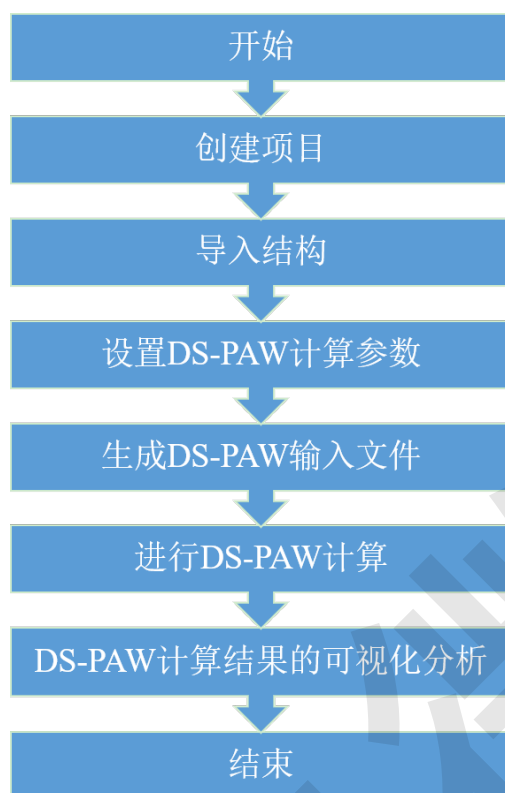 开始
创建项目
导入结构
设置DS-PAW计算参数
生成DS-PAW输入文件
进行DS-PAW计算
DS-PAW计算结果的可视化分析
结束